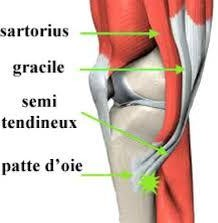 sartorius
gracile
semi
tendineux
patte d'oie